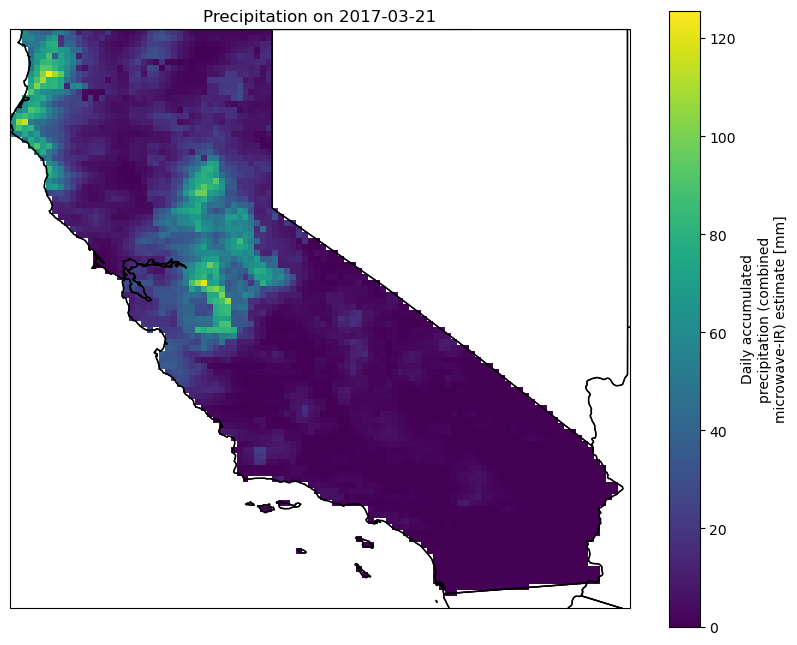 Precipitation on 2017-03-21
120
100
80
60
40
20
0
Daily accumulated
precipitation (combined
microwave-IR) estimate [mm]